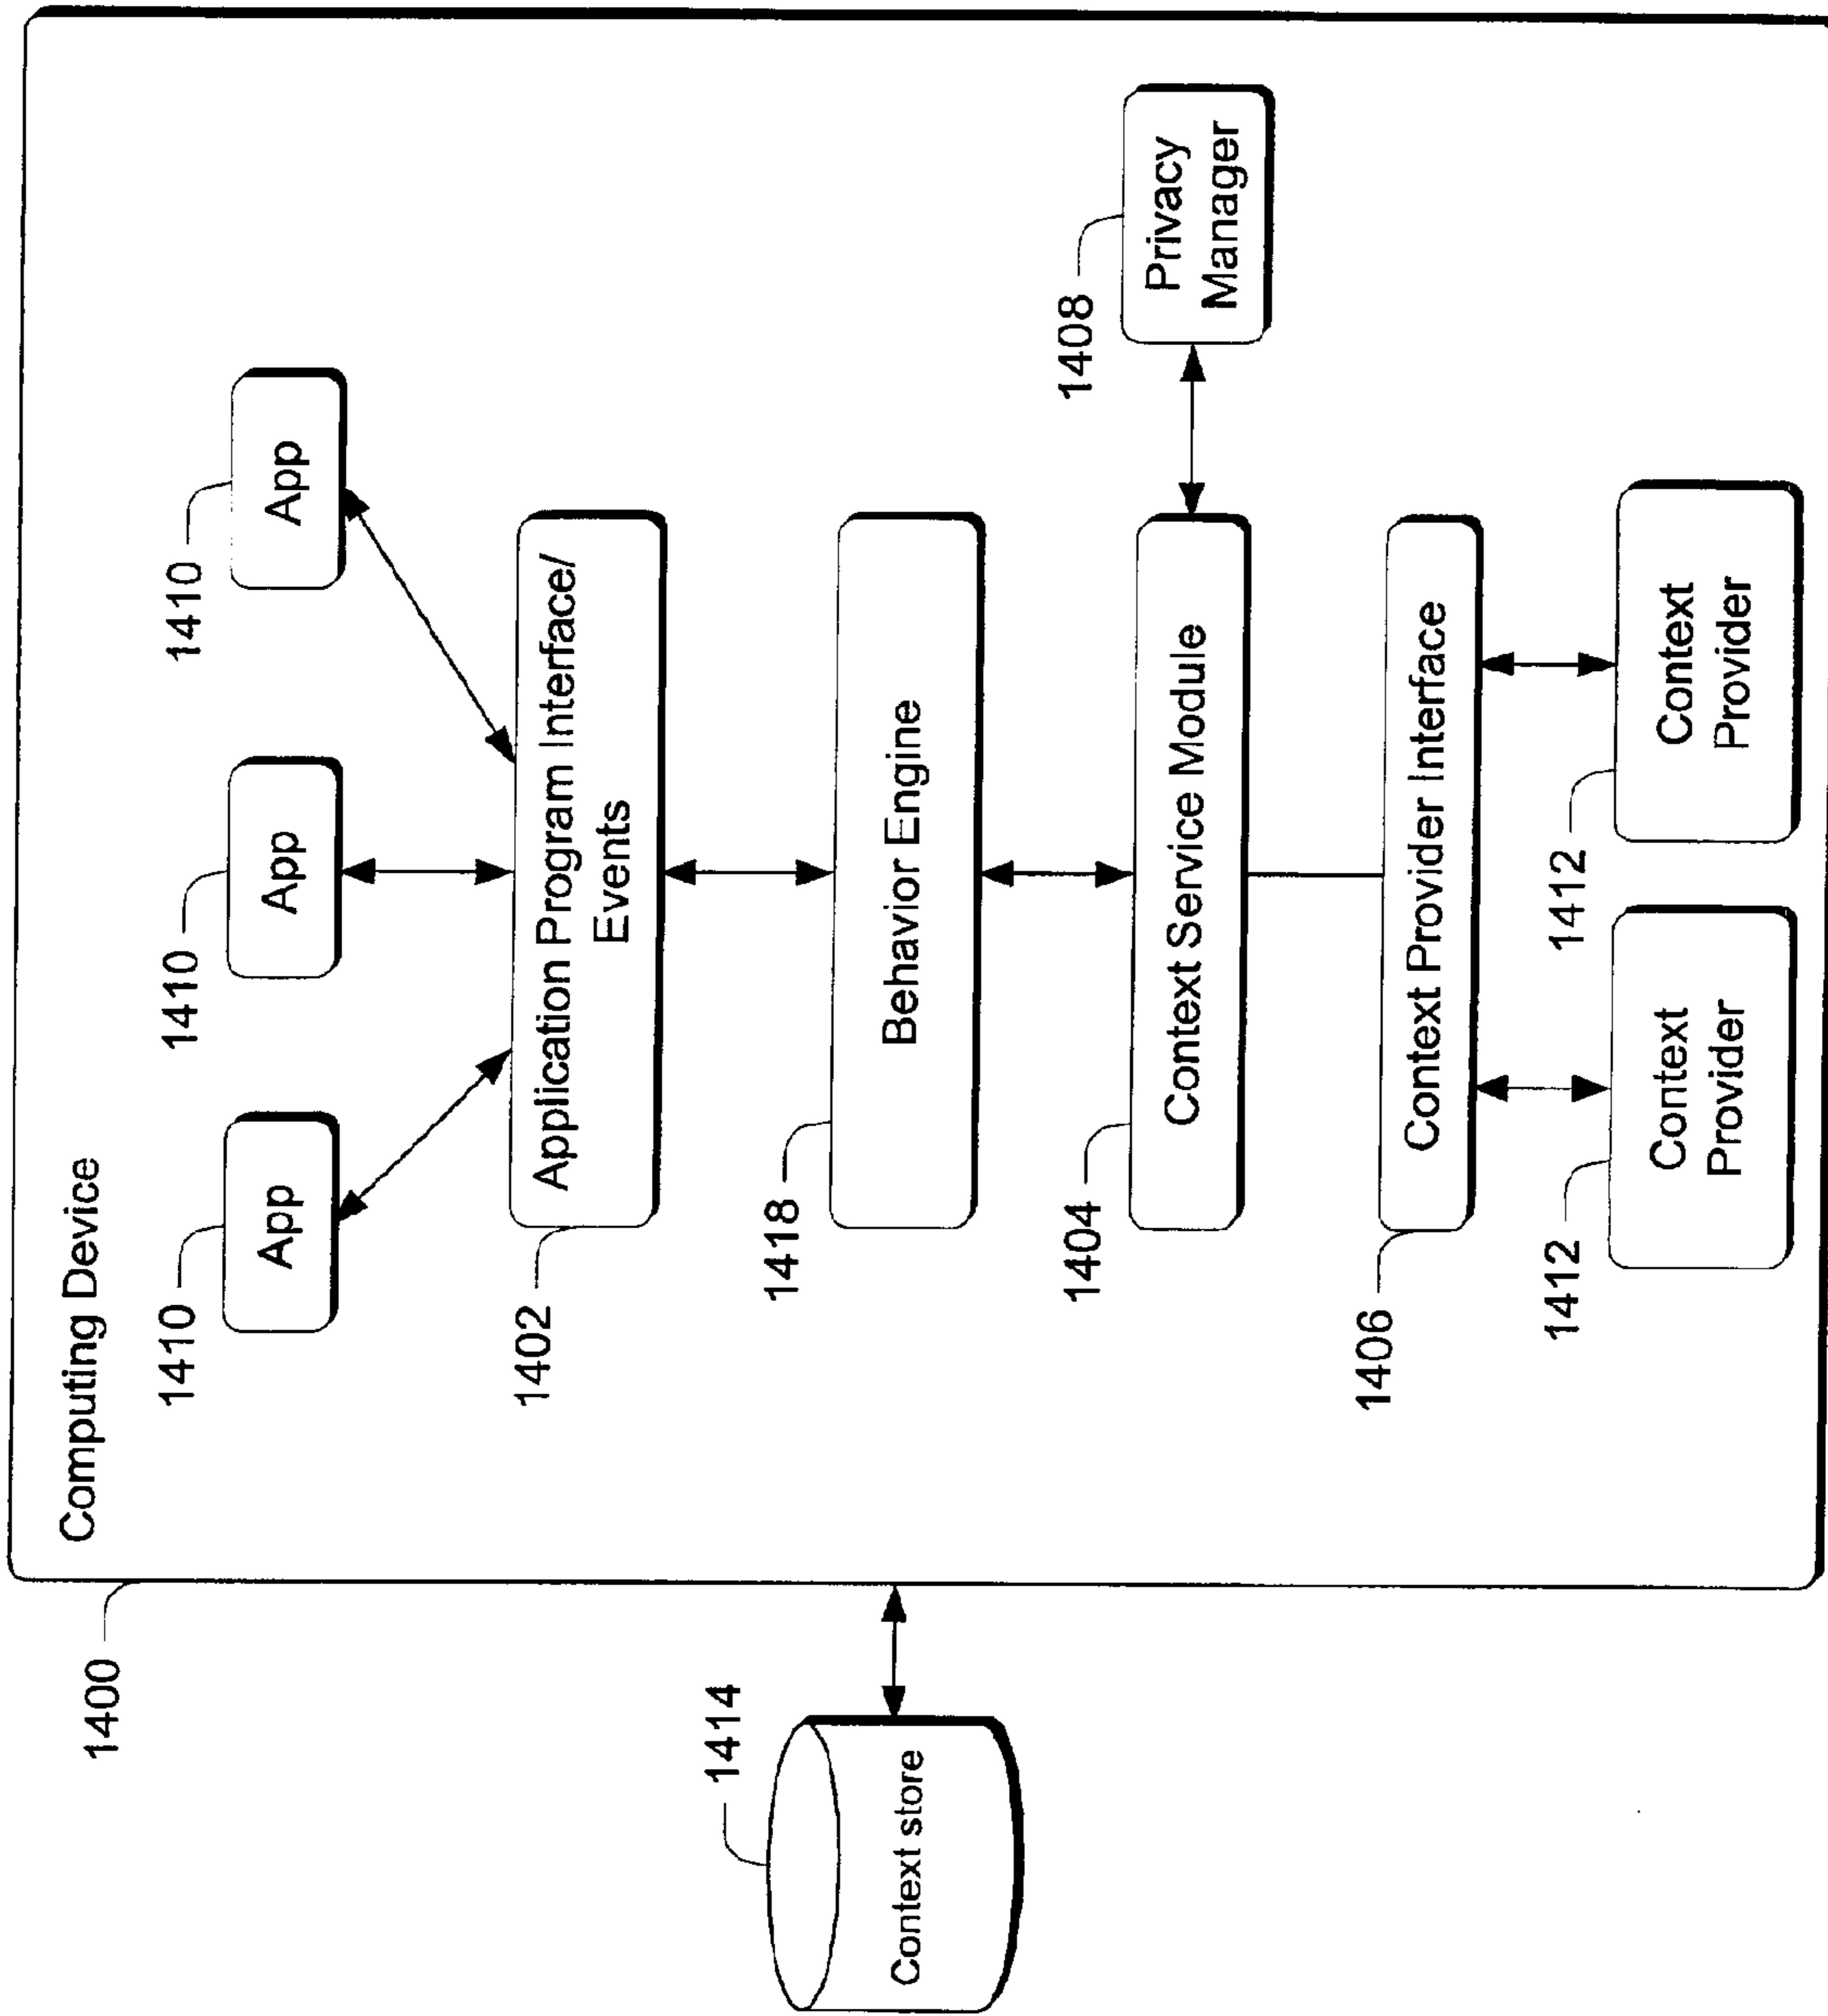 1400
Computing Device
1410
App
1410
App
1410
App
1402
Application Program Interface/
Events
1418
Behavior Engine
1404
Context Service Module
1408
Privacy
Manager
1406
Context Provider Interface
1412
Context
Provider
1412
Context
Provider
1414
Context store